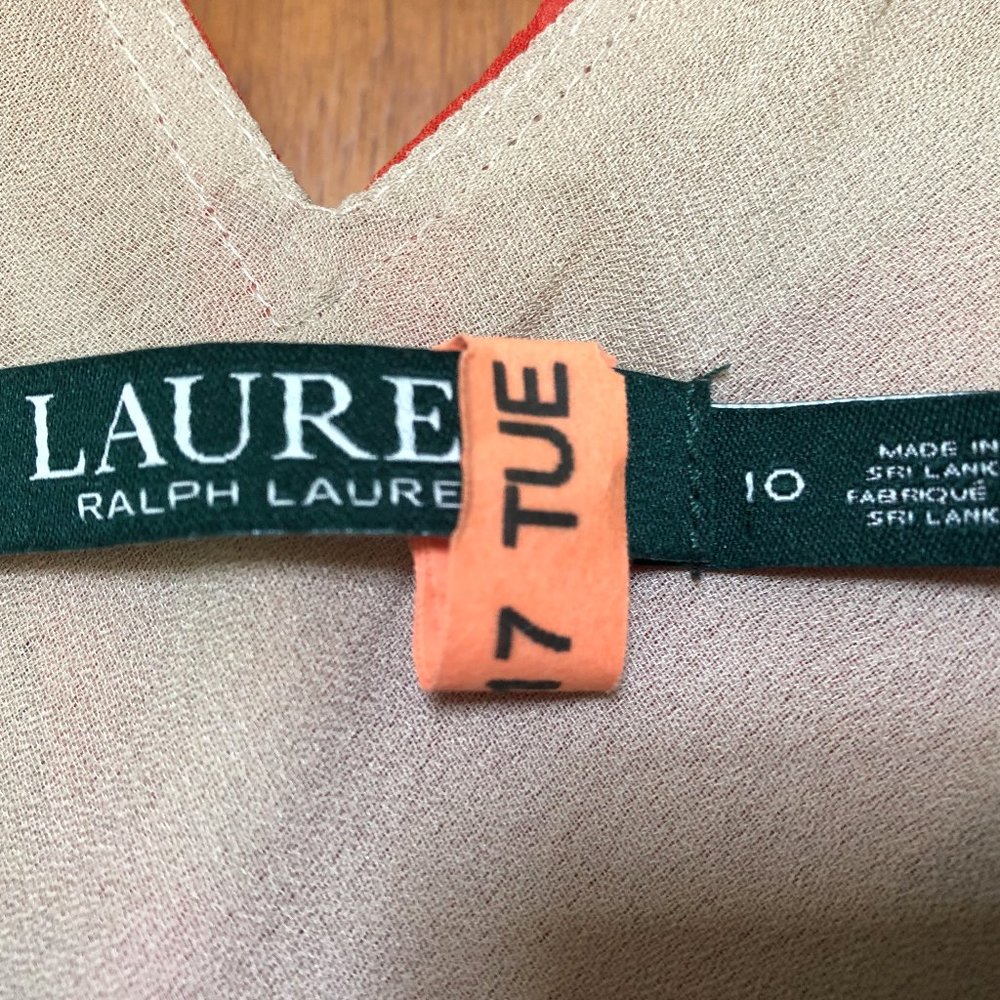 LAURE
RALPH LAURE
17 TUE
10
MADE IN
SRI LANK
FABRIQUÉ
SRI LANK